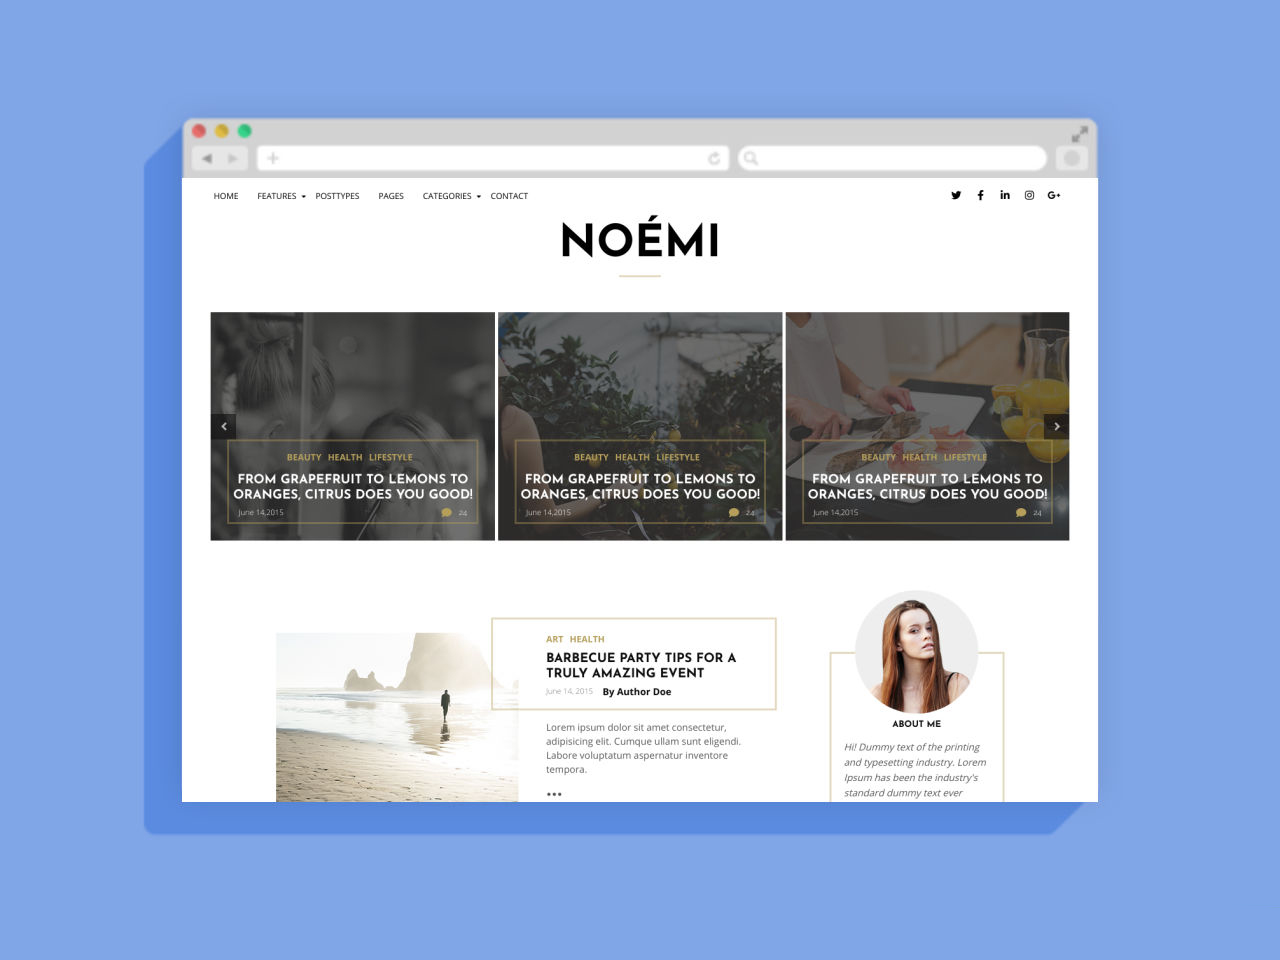 HOME FEATURES POSTTYPES PAGES CATEGORIES CONTACT
NOÉMI
BEAUTY HEALTH LIFESTYLE
FROM GRAPEFRUIT TO LEMONS TO
ORANGES, CITRUS DOES YOU GOOD!
June 14,2015 24
BEAUTY HEALTH LIFESTYLE
FROM GRAPEFRUIT TO LEMONS TO
ORANGES, CITRUS DOES YOU GOOD!
June 14,2015 24
BEAUTY HEALTH LIFESTYLE
FROM GRAPEFRUIT TO LEMONS TO
ORANGES, CITRUS DOES YOU GOOD!
June 14,2015 24
ART HEALTH
BARBECUE PARTY TIPS FOR A
TRULY AMAZING EVENT
June 14, 2015 By Author Doe
Lorem ipsum dolor sit amet consectetur,
adipisicing elit. Cumque ullam sunt eligendi.
Labore voluptatum aspernatur inventore
tempora.
•••
ABOUT ME
Hi! Dummy text of the printing
and typesetting industry. Lorem
Ipsum has been the industry's
standard dummy text ever